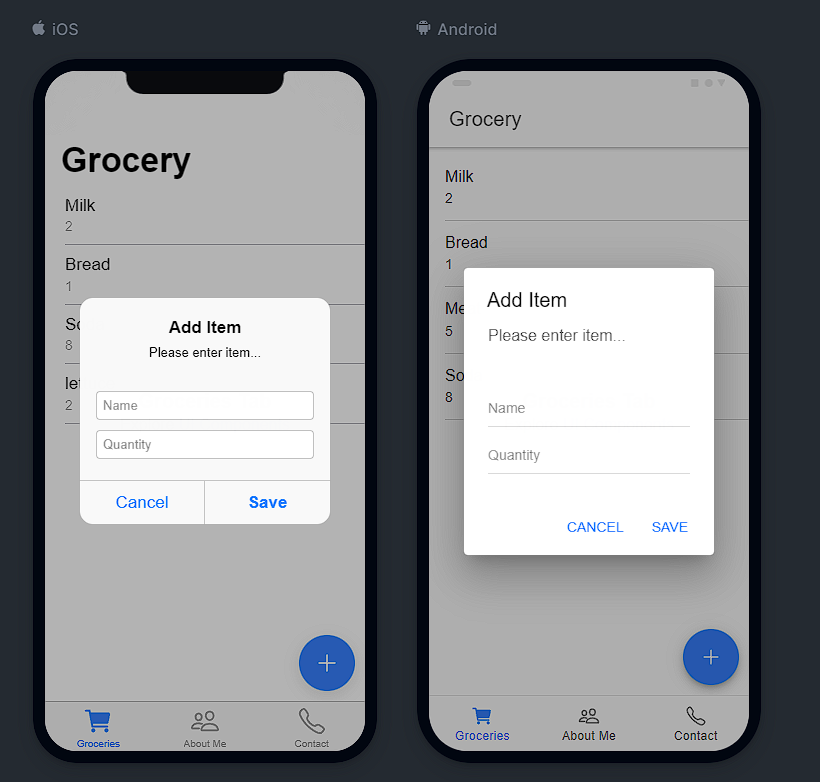 iOS
Grocery
Milk
2
Bread
1
So
8
let
2
Add Item
Please enter item...
Name
Quantity
Cancel
Save
Groceries
About Me
Contact
Android
Grocery
Milk
2
Bread
1
Me
5
So
8
Add Item
Please enter item...
Name
Quantity
CANCEL
SAVE
Groceries
About Me
Contact